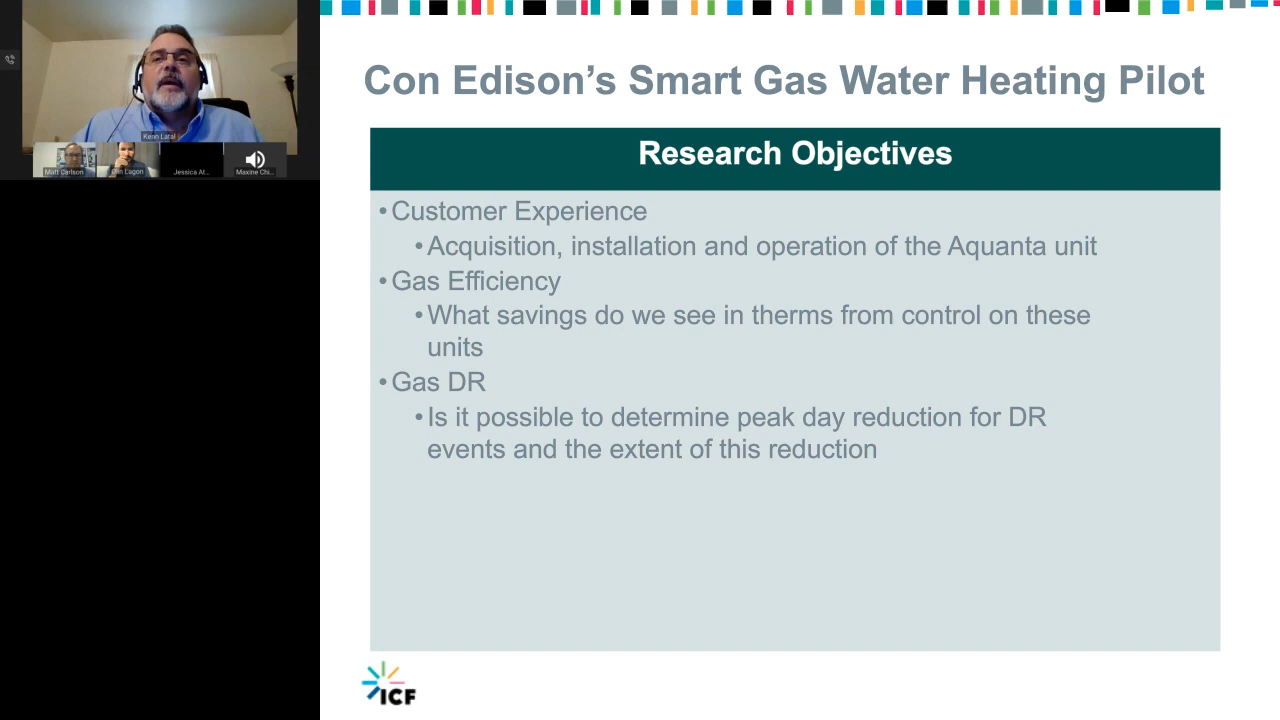 Kenn Latal
Matt Carlson
Jessica At...
Maxine Chi...
Con Edison's Smart Gas Water Heating Pilot
Research Objectives
• Customer Experience
• Acquisition, installation and operation of the Aquanta unit
• Gas Efficiency
• What savings do we see in therms from control on these
units
• Gas DR
• Is it possible to determine peak day reduction for DR
events and the extent of this reduction
ICF